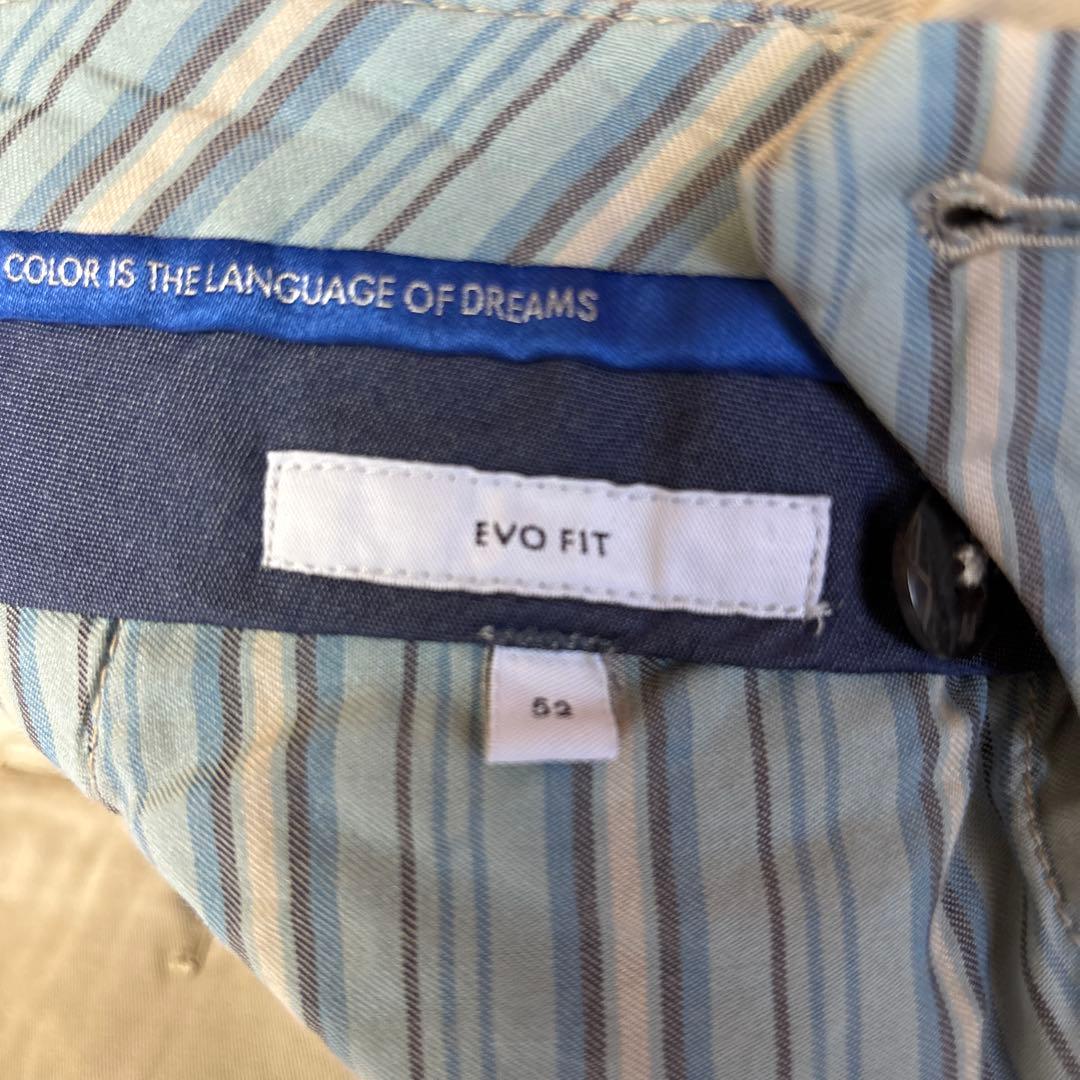 COLOR IS THE LANGUAGE OF DREAMS
EVO FIT
52